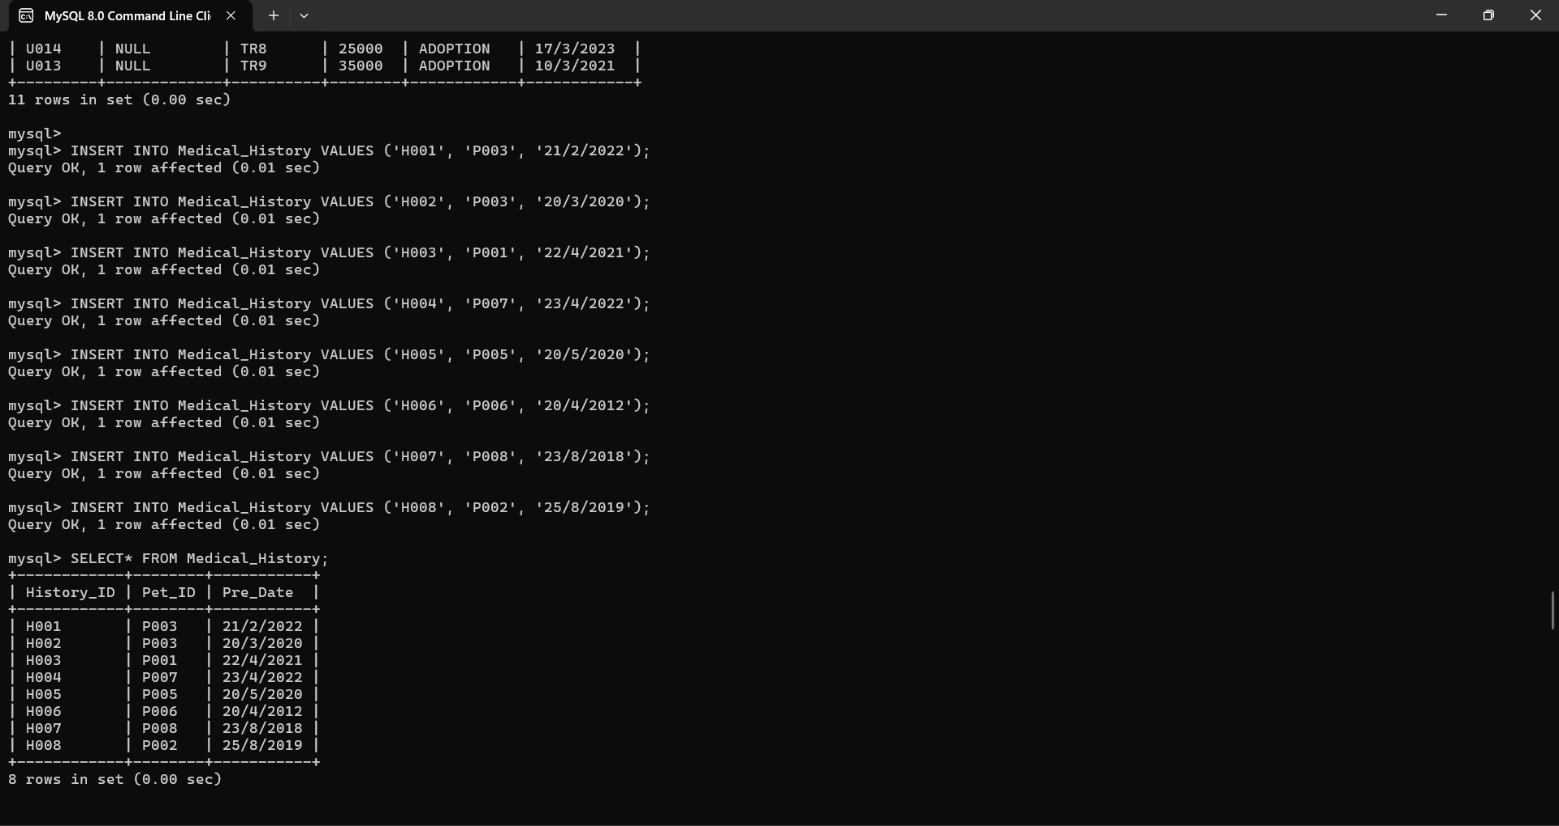 MySQL 8.0 Command Line Cli
| U014    | NULL        | TR8      | 25000  | ADOPTION   | 17/3/2023  |
| U013    | NULL        | TR9      | 35000  | ADOPTION   | 10/3/2021  |
+---------+-------------+----------+--------+------------+------------+
11 rows in set (0.00 sec)
mysql>
mysql> INSERT INTO Medical_History VALUES ('H001', 'P003', '21/2/2022');
Query OK, 1 row affected (0.01 sec)
mysql> INSERT INTO Medical_History VALUES ('H002', 'P003', '20/3/2020');
Query OK, 1 row affected (0.01 sec)
mysql> INSERT INTO Medical_History VALUES ('H003', 'P001', '22/4/2021');
Query OK, 1 row affected (0.01 sec)
mysql> INSERT INTO Medical_History VALUES ('H004', 'P007', '23/4/2022');
Query OK, 1 row affected (0.01 sec)
mysql> INSERT INTO Medical_History VALUES ('H005', 'P005', '20/5/2020');
Query OK, 1 row affected (0.01 sec)
mysql> INSERT INTO Medical_History VALUES ('H006', 'P006', '20/4/2012');
Query OK, 1 row affected (0.01 sec)
mysql> INSERT INTO Medical_History VALUES ('H007', 'P008', '23/8/2018');
Query OK, 1 row affected (0.01 sec)
mysql> INSERT INTO Medical_History VALUES ('H008', 'P002', '25/8/2019');
Query OK, 1 row affected (0.01 sec)
mysql> SELECT* FROM Medical_History;
+------------+--------+-----------+
| History_ID | Pet_ID | Pre_Date  |
+------------+--------+-----------+
| H001       | P003   | 21/2/2022 |
| H002       | P003   | 20/3/2020 |
| H003       | P001   | 22/4/2021 |
| H004       | P007   | 23/4/2022 |
| H005       | P005   | 20/5/2020 |
| H006       | P006   | 20/4/2012 |
| H007       | P008   | 23/8/2018 |
| H008       | P002   | 25/8/2019 |
+------------+--------+-----------+
8 rows in set (0.00 sec)